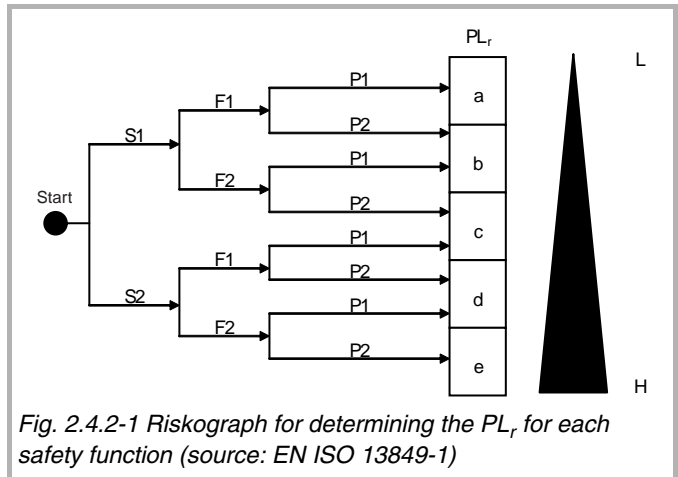 PLr
L
P1
a
F1
P2
S1
P1
b
F2
P2
Start
c
P1
F1
P2
S2
d
P1
F2
P2
e
H
Fig. 2.4.2-1 Riskograph for determining the PLr for each
safety function (source: EN ISO 13849-1)